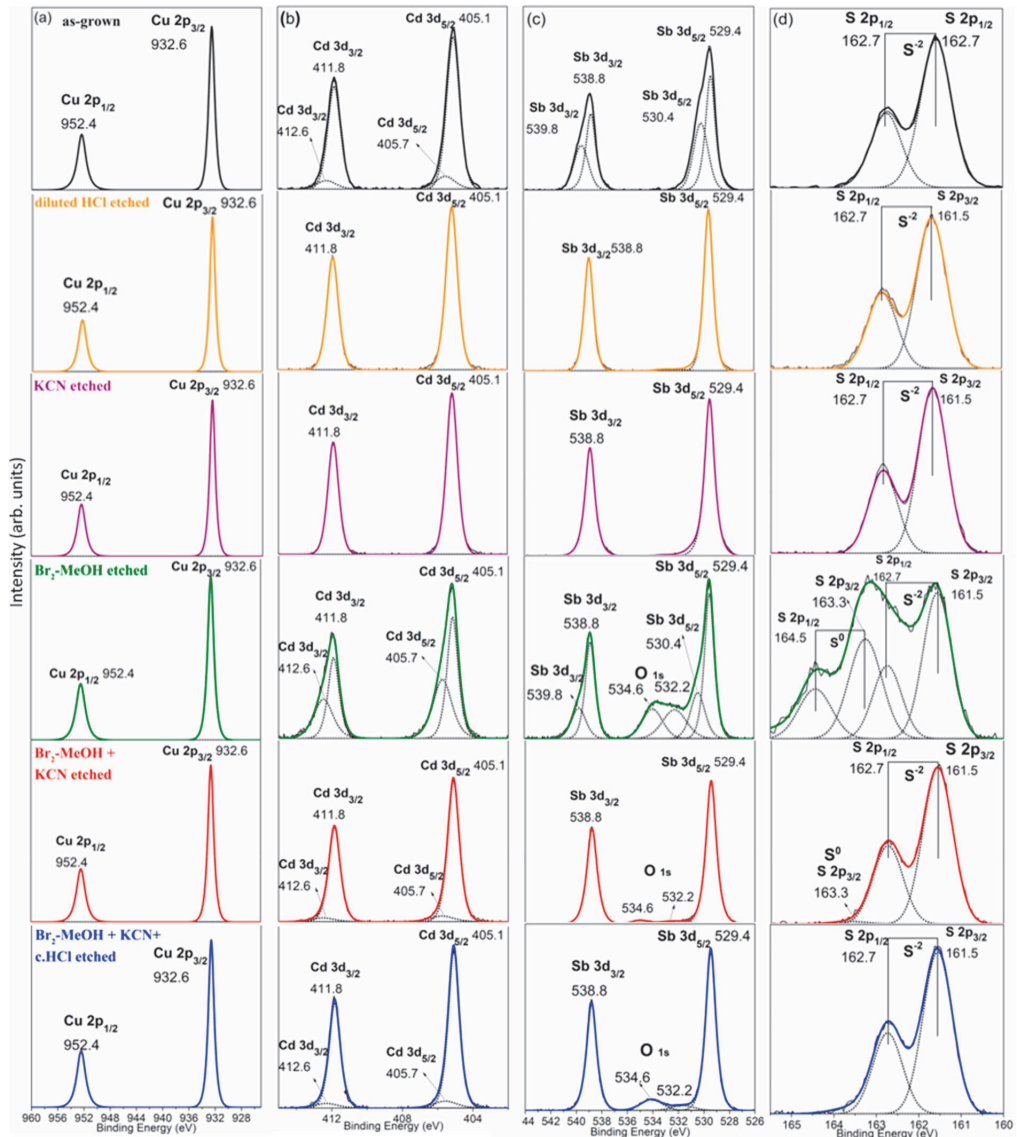 Intensity (arb. units)
(a)
as-grown
Cu 2p3/2
932.6
Cu 2p1/2
952.4
(b)
Cd 3d5/2 405.1
Cd 3d3/2
411.8
Cd 3d3/2
412.6
Cd 3d5/2
405.7
(c)
Sb 3d5/2 529.4
Sb 3d3/2
538.8
Sb 3d3/2
539.8
Sb 3d5/2
530.4
(d)
S 2p1/2 S 2p1/2
162.7 S-2 162.7
diluted HCl etched
Cu 2p3/2 932.6
Cu 2p1/2
952.4
Cd 3d5/2 405.1
Cd 3d3/2
411.8
Sb 3d5/2 529.4
Sb 3d3/2 538.8
S 2p1/2 S 2p3/2
162.7 S-2 161.5
KCN etched
Cu 2p3/2 932.6
Cu 2p1/2
952.4
Cd 3d5/2 405.1
Cd 3d3/2
411.8
Sb 3d5/2 529.4
Sb 3d3/2
538.8
S 2p1/2 S 2p3/2
162.7 S-2 161.5
Br2-MeOH etched
Cu 2p3/2 932.6
Cu 2p1/2 952.4
Cd 3d5/2 405.1
Cd 3d3/2
411.8
Cd 3d3/2
412.6
Cd 3d5/2
405.7
Sb 3d5/2 529.4
Sb 3d3/2
538.8
Sb 3d5/2
530.4
Sb 3d3/2
539.8
O 1s
534.6 532.2
S 2p1/2
162.7
S 2p3/2
163.3
S-2
S 2p3/2
161.5
S 2p1/2
164.5
S0
Br2-MeOH +
KCN etched
Cu 2p3/2 932.6
Cu 2p1/2
952.4
Cd 3d5/2 405.1
Cd 3d3/2
411.8
Cd 3d3/2
412.6
Cd 3d5/2
405.7
Sb 3d5/2 529.4
Sb 3d3/2
538.8
O 1s
534.6 532.2
S 2p1/2 S 2p3/2
162.7 S-2 161.5
S0
S 2p3/2
163.3
Br2-MeOH + KCN+
c.HCl etched
Cu 2p3/2
932.6
Cu 2p1/2
952.4
Cd 3d5/2 405.1
Cd 3d3/2
411.8
Cd 3d3/2
412.6
Cd 3d5/2
405.7
Sb 3d5/2 529.4
Sb 3d3/2
538.8
O 1s
534.6
532.2
S 2p1/2 S 2p3/2
162.7 S-2 161.5
960 956 952 948 944 940 936 932 928
Binding Energy (eV)
412 408 404
Binding Energy (eV)
44 542 540 538 536 534 532 530 528 526
Binding Energy (eV)
165 164 163 162 161 160
Binding Energy (eV)